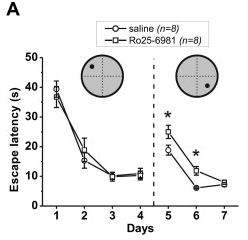 A
saline (n=8)
Ro25-6981 (n=8)
Escape latency (s)
50
40
30
20
10
0
* *
1 2 3 4 5 6 7
Days